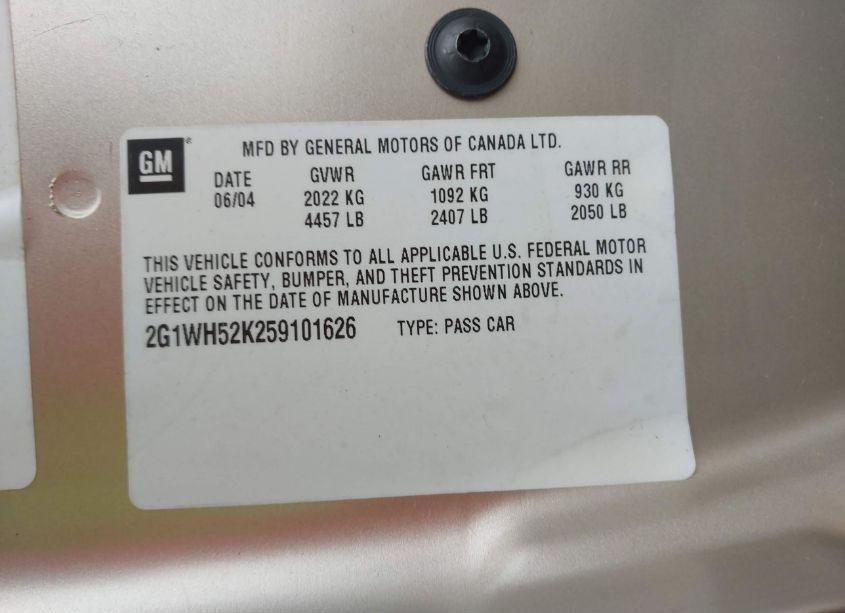 GM
MFD BY GENERAL MOTORS OF CANADA LTD.
DATE GVWR GAWR FRT GAWR RR
06/04 2022 KG 1092 KG 930 KG
4457 LB 2407 LB 2050 LB
THIS VEHICLE CONFORMS TO ALL APPLICABLE U.S. FEDERAL MOTOR
VEHICLE SAFETY, BUMPER, AND THEFT PREVENTION STANDARDS IN
EFFECT ON THE DATE OF MANUFACTURE SHOWN ABOVE.
2G1WH52K259101626 TYPE: PASS CAR